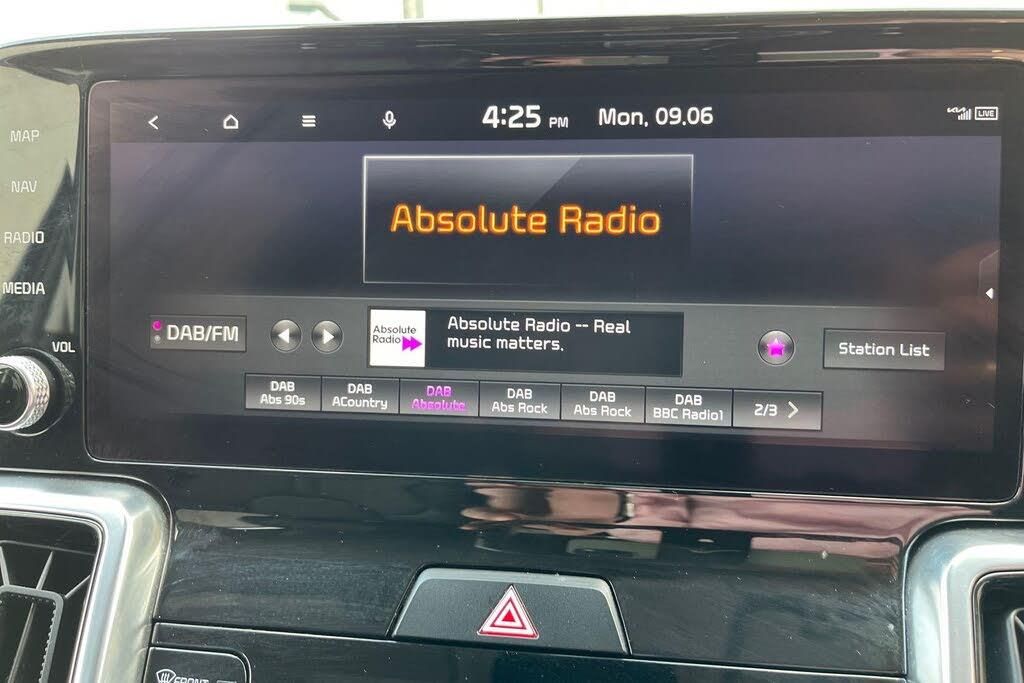 4:25 PM Mon, 09.06
KIA LIVE
MAP
NAV
RADIO
MEDIA
VOL
Absolute Radio
DAB/FM
Absolute
Radio
Absolute Radio -- Real
music matters.
Station List
DAB
Abs 90s
DAB
ACountry
DAB
Absolute
DAB
Abs Rock
DAB
Abs Rock
DAB
BBC Radio1
2/3
FRONT